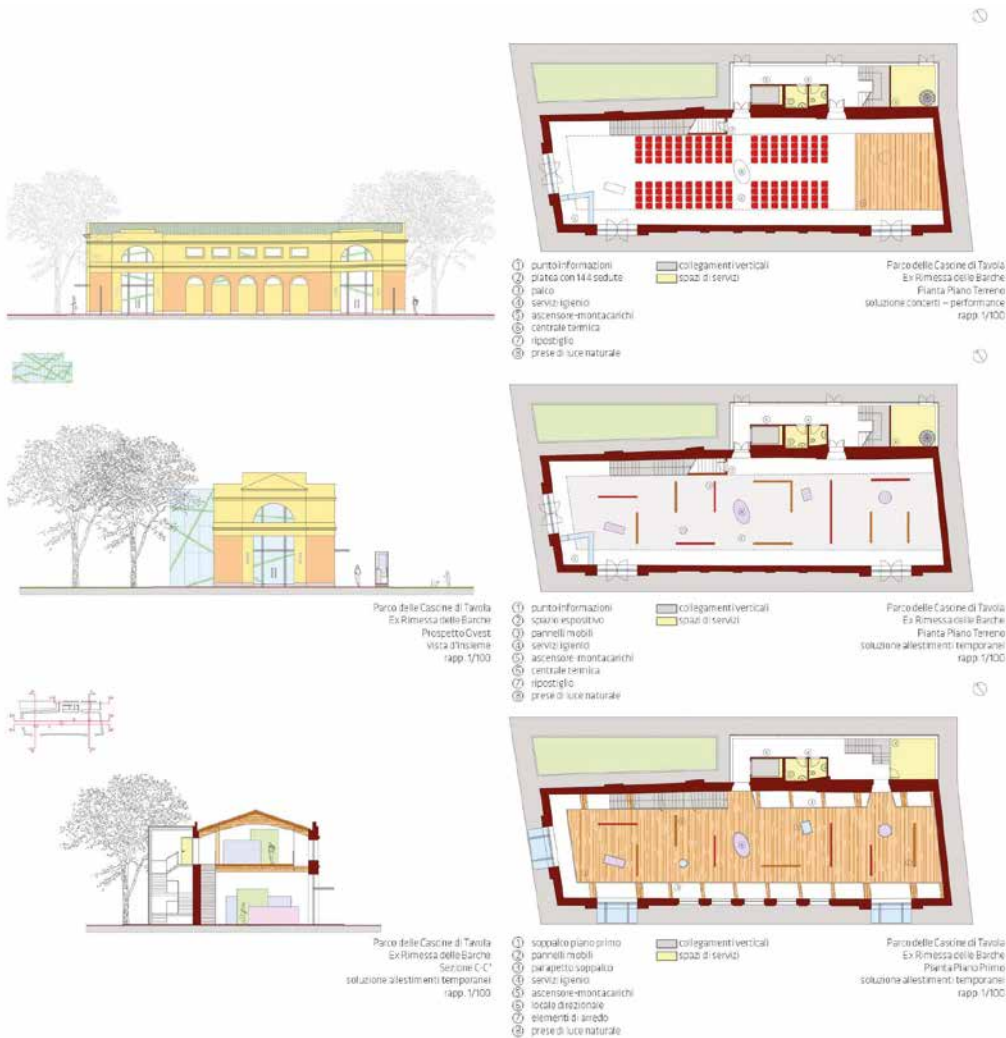 ① punto informazioni
② platea con 144 sedute
③ palco
④ servizi igienici
⑤ ascensore-montacarichi
⑥ centrale termica
⑦ ripostiglio
⑧ prese di luce naturale
collegamenti verticali
spazi di servizi
Parco delle Cascine di Tavola
Ex Rimessa delle Barche
Pianta Piano Terreno
soluzione concerti – performance
rapp. 1/100
Parco delle Cascine di Tavola
Ex Rimessa delle Barche
Prospetto Ovest
vista d'insieme
rapp. 1/100
① punto informazioni
② spazio espositivo
③ pannelli mobili
④ servizi igienici
⑤ ascensore-montacarichi
⑥ centrale termica
⑦ ripostiglio
⑧ prese di luce naturale
collegamenti verticali
spazi di servizi
Parco delle Cascine di Tavola
Ex Rimessa delle Barche
Pianta Piano Terreno
soluzione allestimenti temporanei
rapp. 1/100
Parco delle Cascine di Tavola
Ex Rimessa delle Barche
Sezione C-C'
soluzione allestimenti temporanei
rapp. 1/100
① soppalco piano primo
② pannelli mobili
③ parapetto soppalco
④ servizi igienici
⑤ ascensore-montacarichi
⑥ locale direzionale
⑦ elementi di arredo
⑧ prese di luce naturale
collegamenti verticali
spazi di servizi
Parco delle Cascine di Tavola
Ex Rimessa delle Barche
Pianta Piano Primo
soluzione allestimenti temporanei
rapp. 1/100